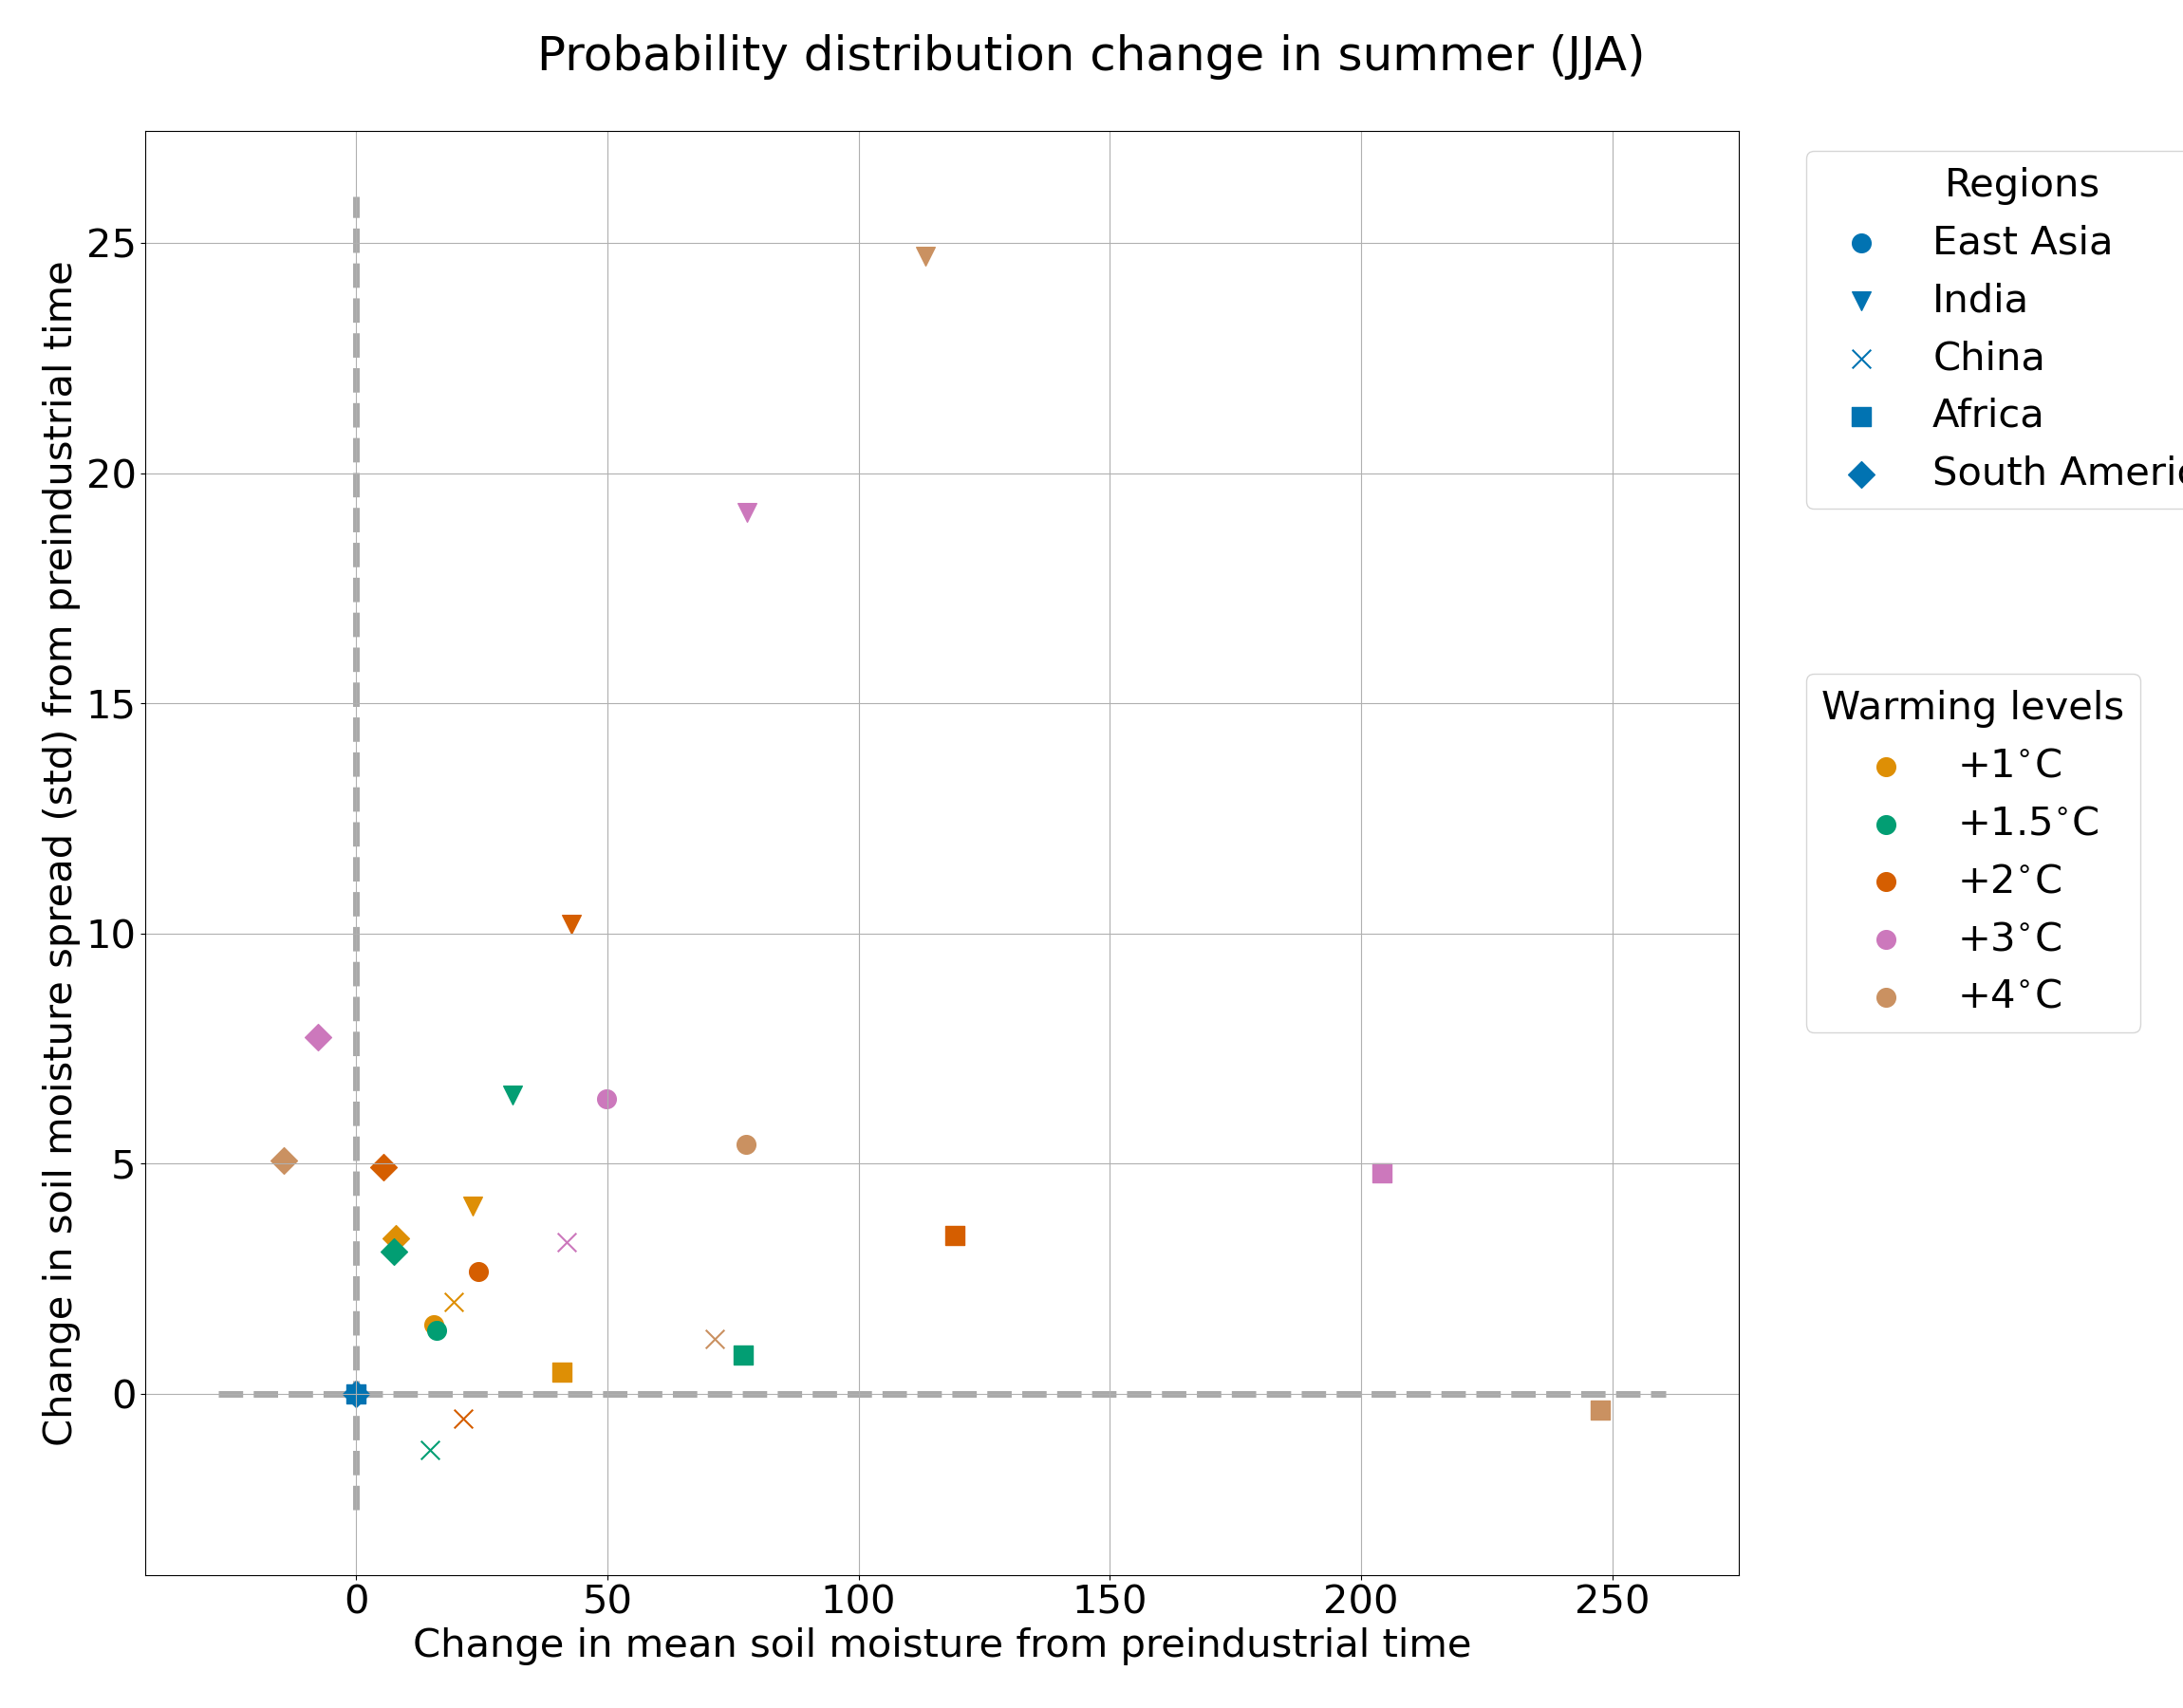 Probability distribution change in summer (JJA)
Change in soil moisture spread (std) from preindustrial time
25
20
15
10
5
0
0 50 100 150 200 250
Change in mean soil moisture from preindustrial time
Regions
East Asia
India
China
Africa
South Americ
Warming levels
+1°C
+1.5°C
+2°C
+3°C
+4°C